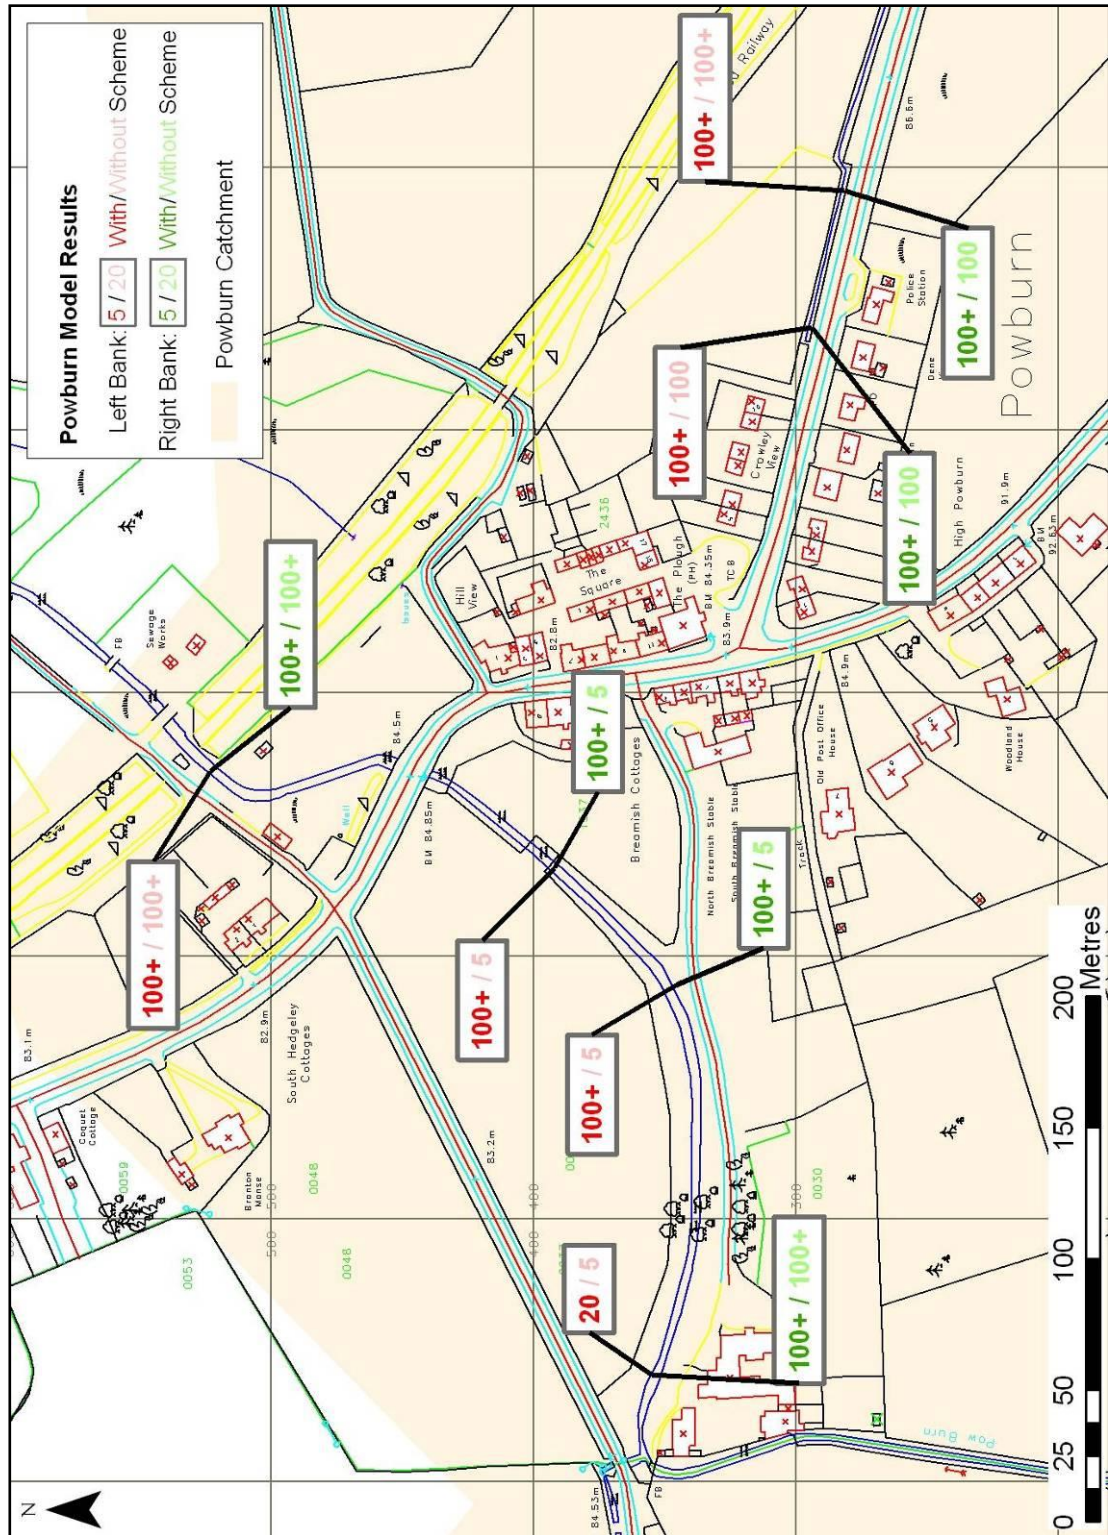 Powburn Model Results
Left Bank: 5 / 20 With/Without Scheme
Right Bank: 5 / 20 With/Without Scheme
Powburn Catchment
N
100+ / 100+
100+ / 100+
100+ / 100+
100+ / 100
100+ / 100
100+ / 100
100+ / 5
100+ / 5
100+ / 5
100+ / 5
20 / 5
100+ / 100+
Powburn
Railway
Sewage
Works
FB
Issues
Hill
View
The
Square
2436
The Plough
(PH)
BM 84.35m
TCB
83.9m
82.8m
Crowley
View
Police
Station
86.6m
High Powburn
91.9m
BM
92.63m
84.9m
Old Post Office
House
Woodland
House
Track
North Breamish Stable
South Breamish Stable
Breamish Cottages
BM 84.85m
84.5m
Well
South Hedgeley
Cottages
82.9m
83.1m
Coquet
Cottage
0059
Branton
Manse
0048
0048
0053
500
500
400
400
300
83.2m
0030
84.53m
FB
Pow Burn
0 25 50 100 150 200
Metres